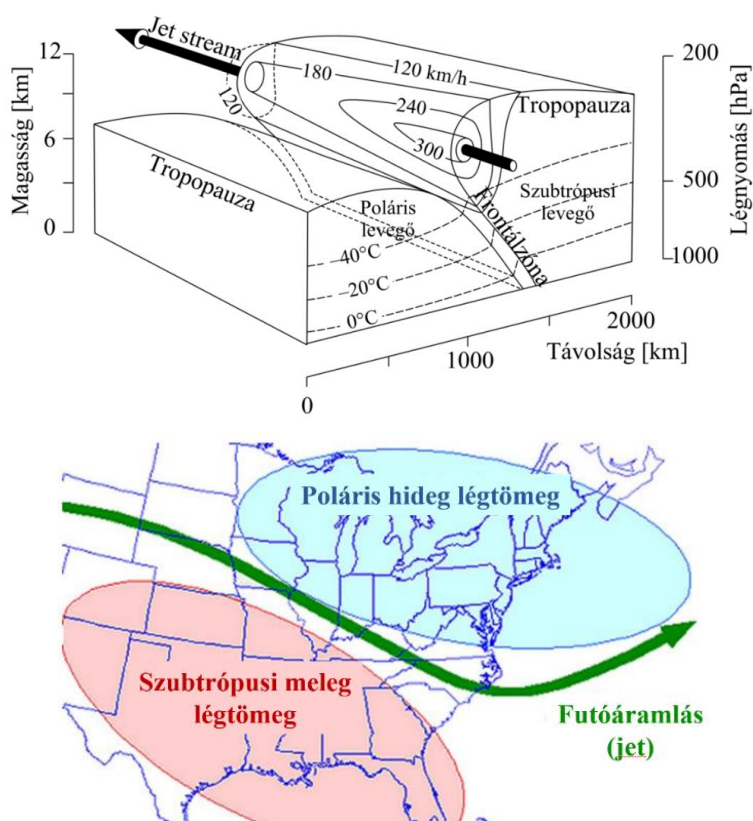 Jet stream
12
[km]
6
Magasság
0
120
180
120 km/h
240
300
Tropopauza
Tropopauza
200
Légnyomás [hPa]
500
1000
Poláris
levegő
Szubtrópusi
levegő
Frontálzóna
40°C
20°C
0°C
0
1000
2000
Távolság [km]
Poláris hideg légtömeg
Szubtrópusi meleg
légtömeg
Futóáramlás
(jet)